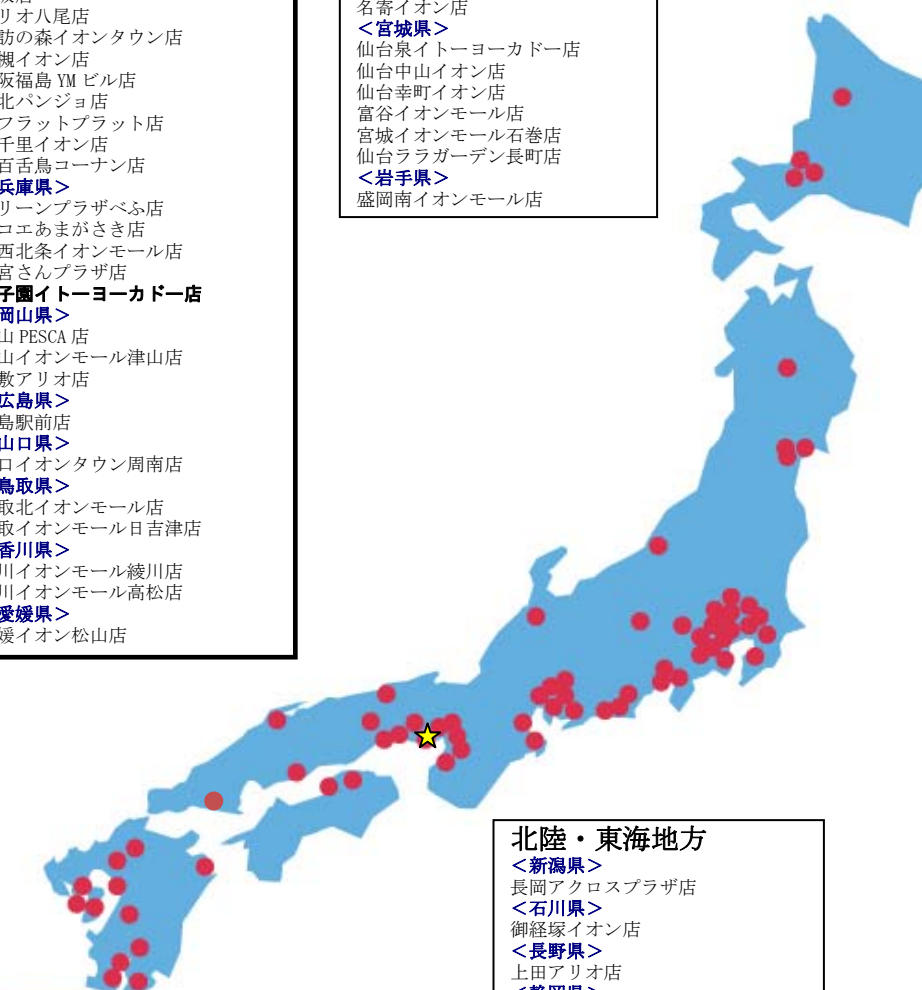 リオ八尾店
訪の森イオンタウン店
槻イオン店
阪福島 YM ビル店
北パンジョ店
フラットプラット店
千里イオン店
百舌鳥コーナン店
兵庫県＞
リーンプラザべふ店
コエあまがさき店
西北条イオンモール店
宮さんプラザ店
子園イトーヨーカドー店
岡山県＞
山 PESCA 店
山イオンモール津山店
敷アリオ店
広島県＞
島駅前店
山口県＞
口イオンタウン周南店
鳥取県＞
取北イオンモール店
取イオンモール日吉津店
香川県＞
川イオンモール綾川店
川イオンモール高松店
愛媛県＞
媛イオン松山店
名寄イオン店
＜宮城県＞
仙台泉イトーヨーカドー店
仙台中山イオン店
仙台幸町イオン店
富谷イオンモール店
宮城イオンモール石巻店
仙台ララガーデン長町店
＜岩手県＞
盛岡南イオンモール店
北陸・東海地方
＜新潟県＞
長岡アクロスプラザ店
＜石川県＞
御経塚イオン店
＜長野県＞
上田アリオ店